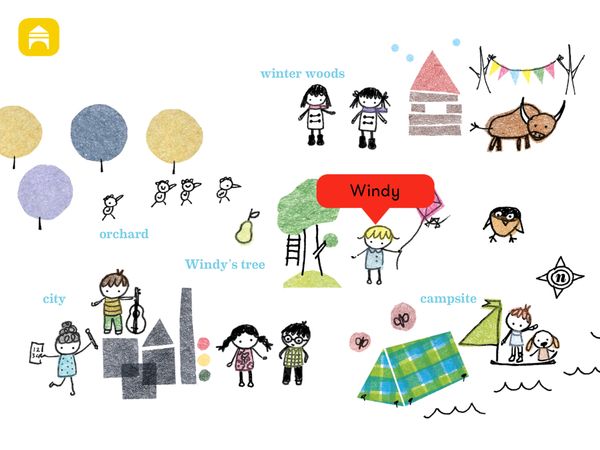 winter woods
Windy
orchard
Windy's tree
city
campsite